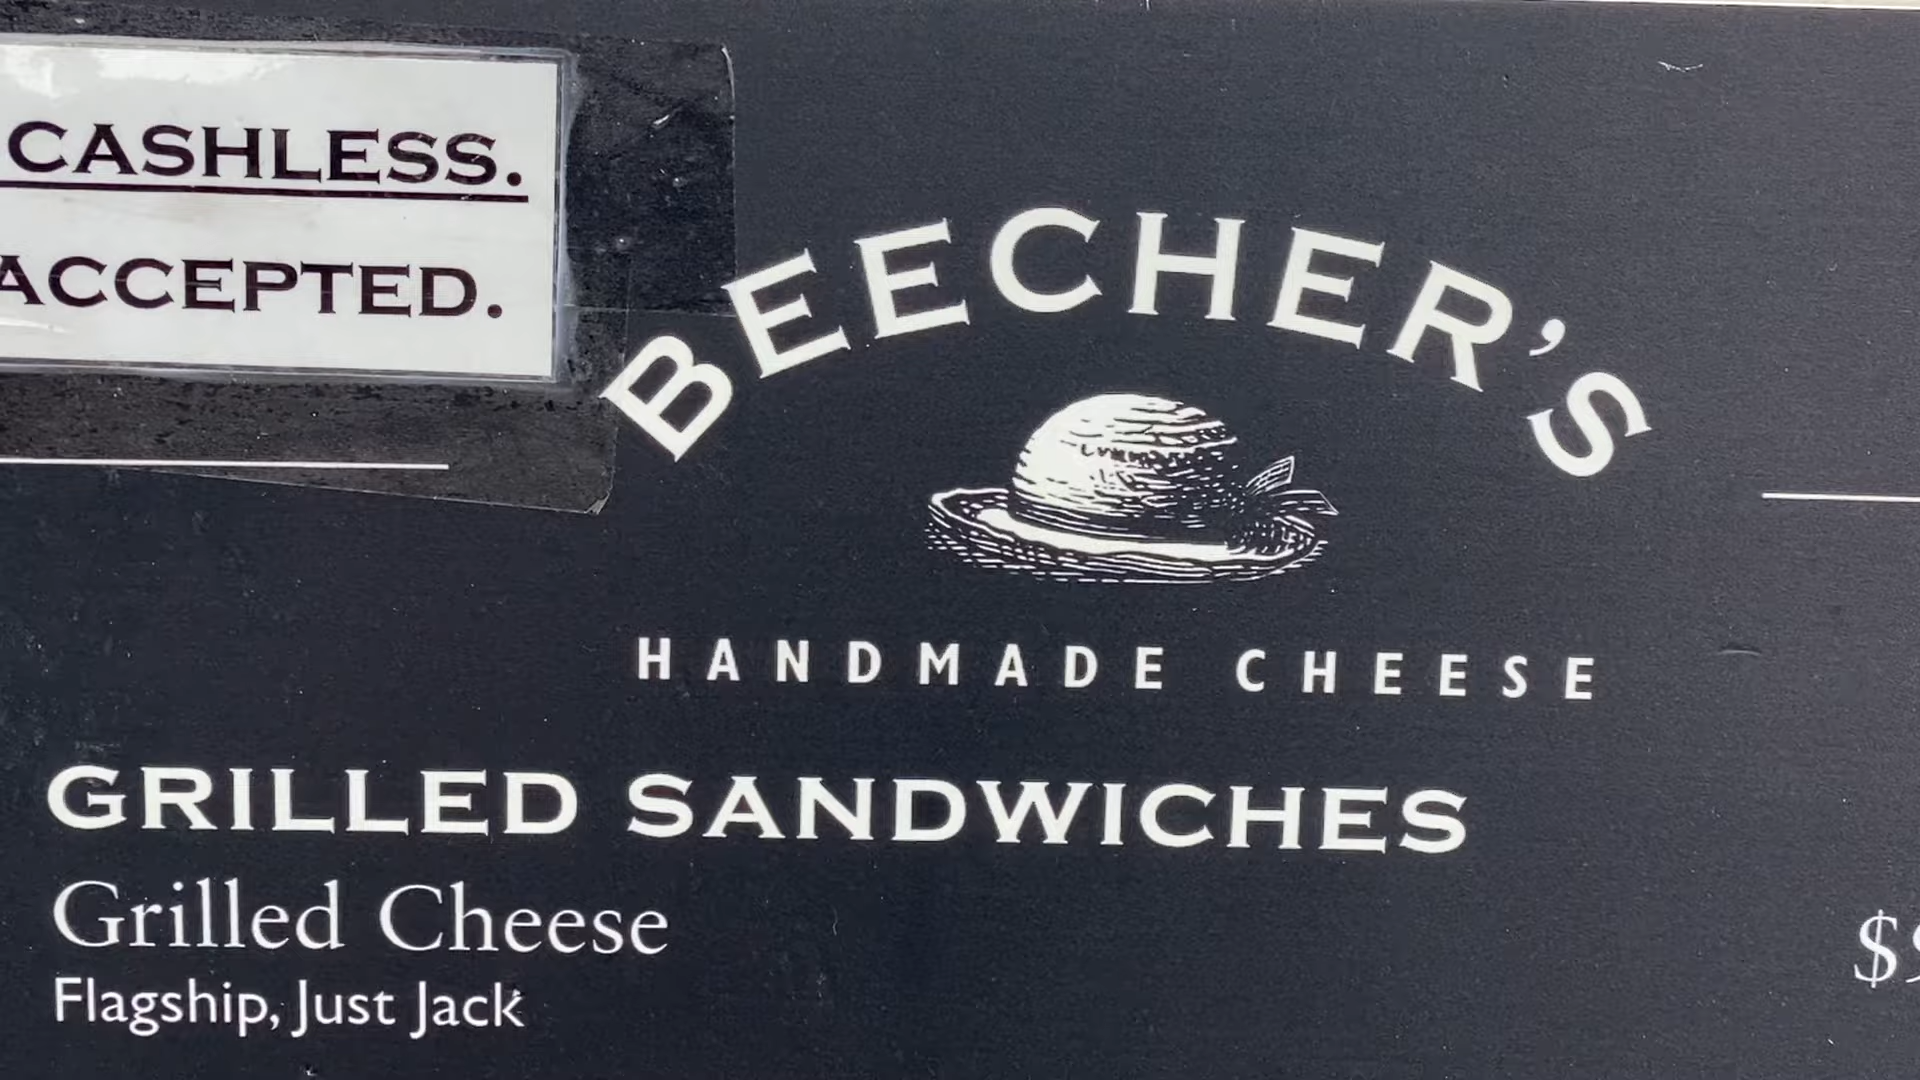 CASHLESS.
ACCEPTED.
BEECHER'S
HANDMADE CHEESE
GRILLED SANDWICHES
Grilled Cheese
Flagship, Just Jack